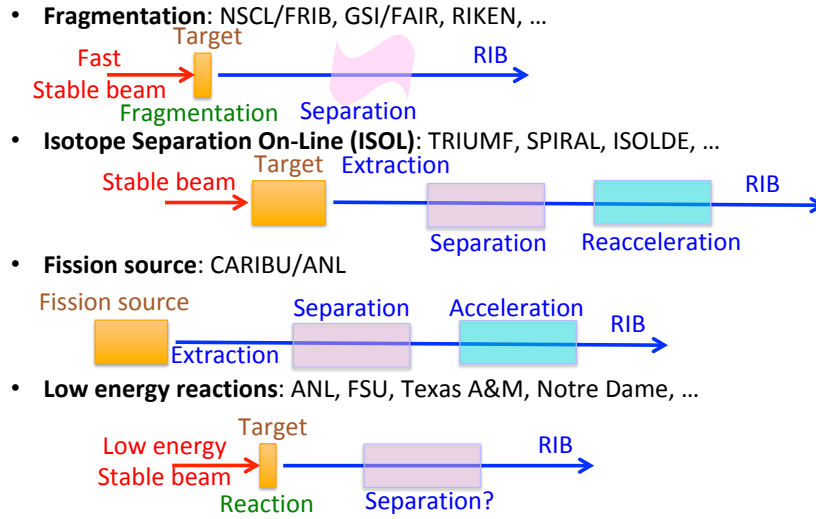 • Fragmentation: NSCL/FRIB, GSI/FAIR, RIKEN, …
Target
Fast
Stable beam
RIB
Fragmentation
Separation
• Isotope Separation On-Line (ISOL): TRIUMF, SPIRAL, ISOLDE, …
Target
Extraction
Stable beam
RIB
Separation
Reacceleration
• Fission source: CARIBU/ANL
Fission source
Separation
Acceleration
RIB
Extraction
• Low energy reactions: ANL, FSU, Texas A&M, Notre Dame, …
Target
Low energy
Stable beam
RIB
Reaction
Separation?